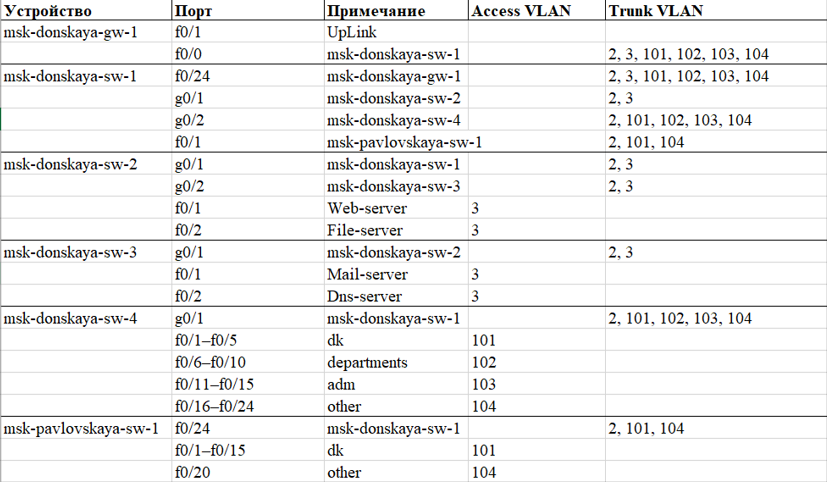 Устройство Порт Примечание Access VLAN Trunk VLAN
msk-donskaya-gw-1 f0/1 UpLink
f0/0 msk-donskaya-sw-1 2, 3, 101, 102, 103, 104
msk-donskaya-sw-1 f0/24 msk-donskaya-gw-1 2, 3, 101, 102, 103, 104
g0/1 msk-donskaya-sw-2 2, 3
g0/2 msk-donskaya-sw-4 2, 101, 102, 103, 104
f0/1 msk-pavlovskaya-sw-1 2, 101, 104
msk-donskaya-sw-2 g0/1 msk-donskaya-sw-1 2, 3
g0/2 msk-donskaya-sw-3 2, 3
f0/1 Web-server 3
f0/2 File-server 3
msk-donskaya-sw-3 g0/1 msk-donskaya-sw-2 2, 3
f0/1 Mail-server 3
f0/2 Dns-server 3
msk-donskaya-sw-4 g0/1 msk-donskaya-sw-1 2, 101, 102, 103, 104
f0/1–f0/5 dk 101
f0/6–f0/10 departments 102
f0/11–f0/15 adm 103
f0/16–f0/24 other 104
msk-pavlovskaya-sw-1 f0/24 msk-donskaya-sw-1 2, 101, 104
f0/1–f0/15 dk 101
f0/20 other 104